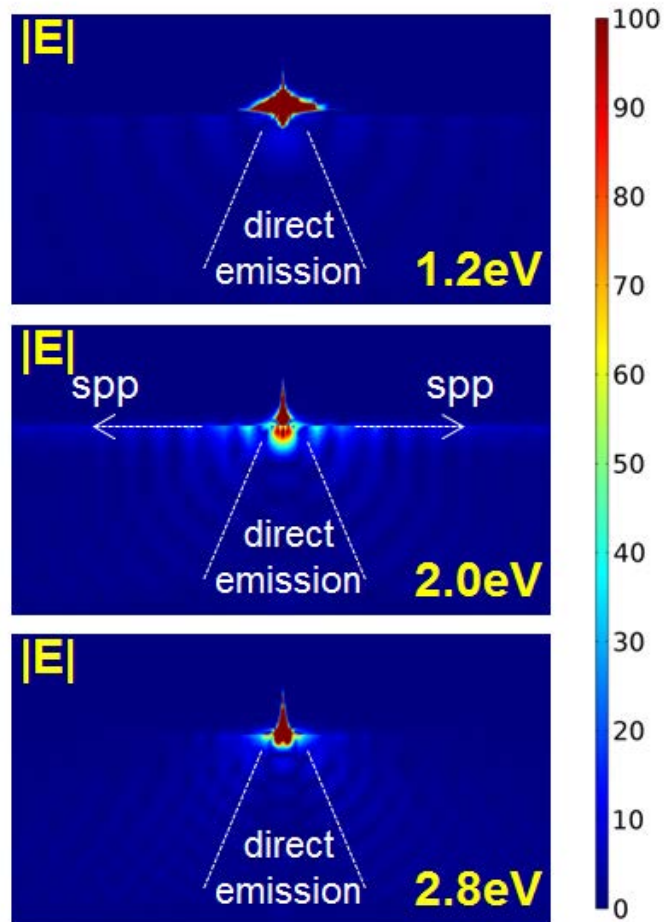 |E|
direct
emission
1.2eV
|E|
spp
spp
direct
emission
2.0eV
|E|
direct
emission
2.8eV
100
90
80
70
60
50
40
30
20
10
0